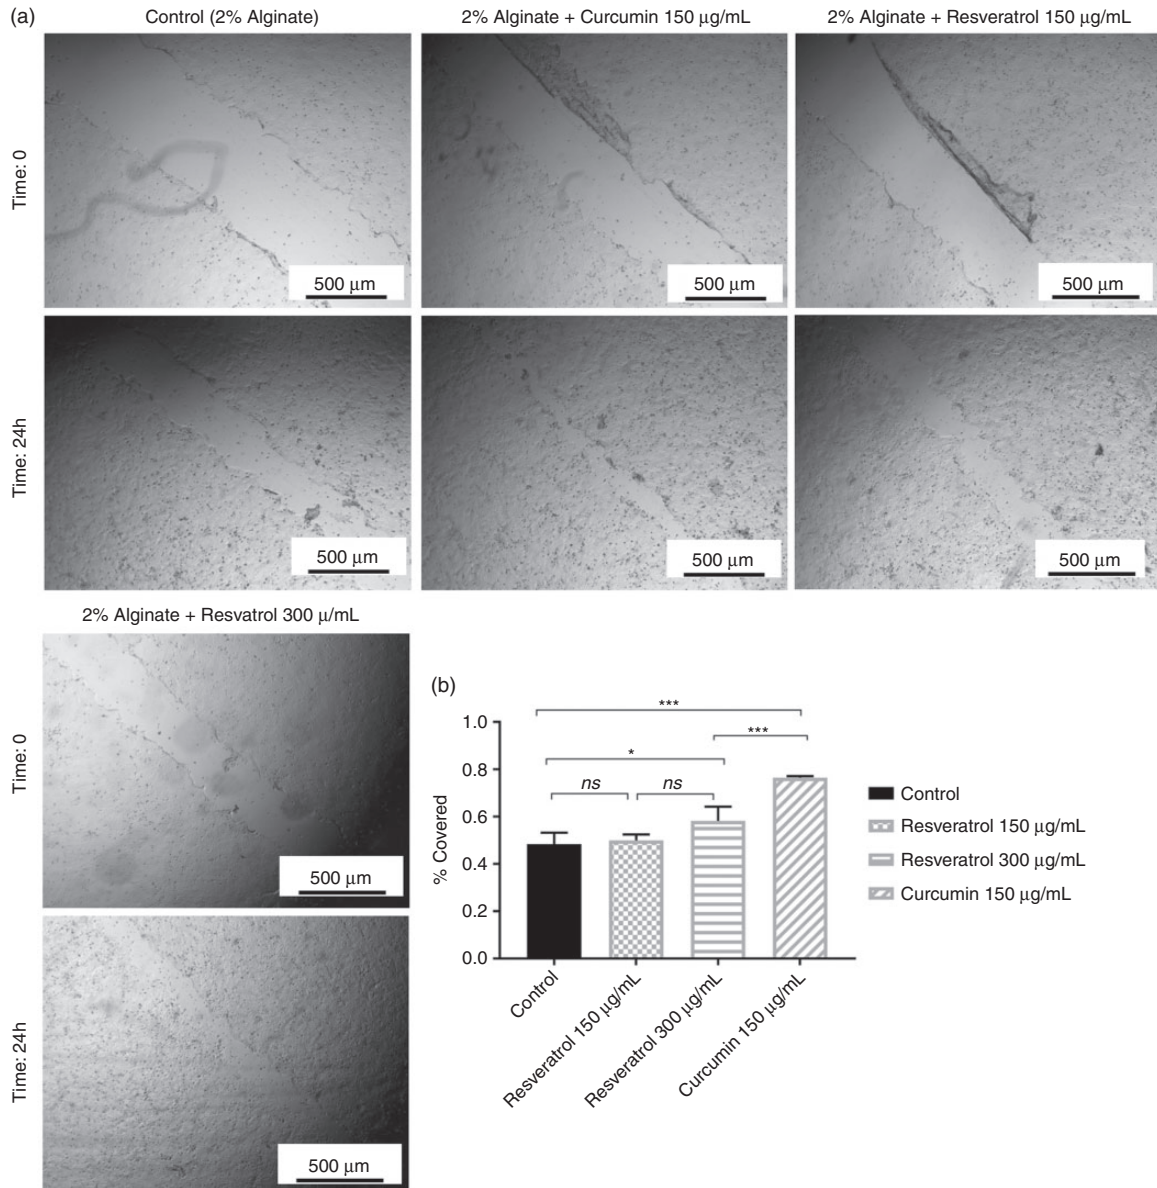 (a)
Control (2% Alginate)
2% Alginate + Curcumin 150 μg/mL
2% Alginate + Resveratrol 150 μg/mL
Time: 0
500 μm
500 μm
500 μm
Time: 24h
500 μm
500 μm
500 μm
2% Alginate + Resvatrol 300 μ/mL
Time: 0
500 μm
Time: 24h
500 μm
(b)
% Covered
1.0
0.8
0.6
0.4
0.2
0.0
***
***
*
ns
ns
Control
Resveratrol 150 μg/mL
Resveratrol 300 μg/mL
Curcumin 150 μg/mL
Control
Resveratrol 150 μg/mL
Resveratrol 300 μg/mL
Curcumin 150 μg/mL